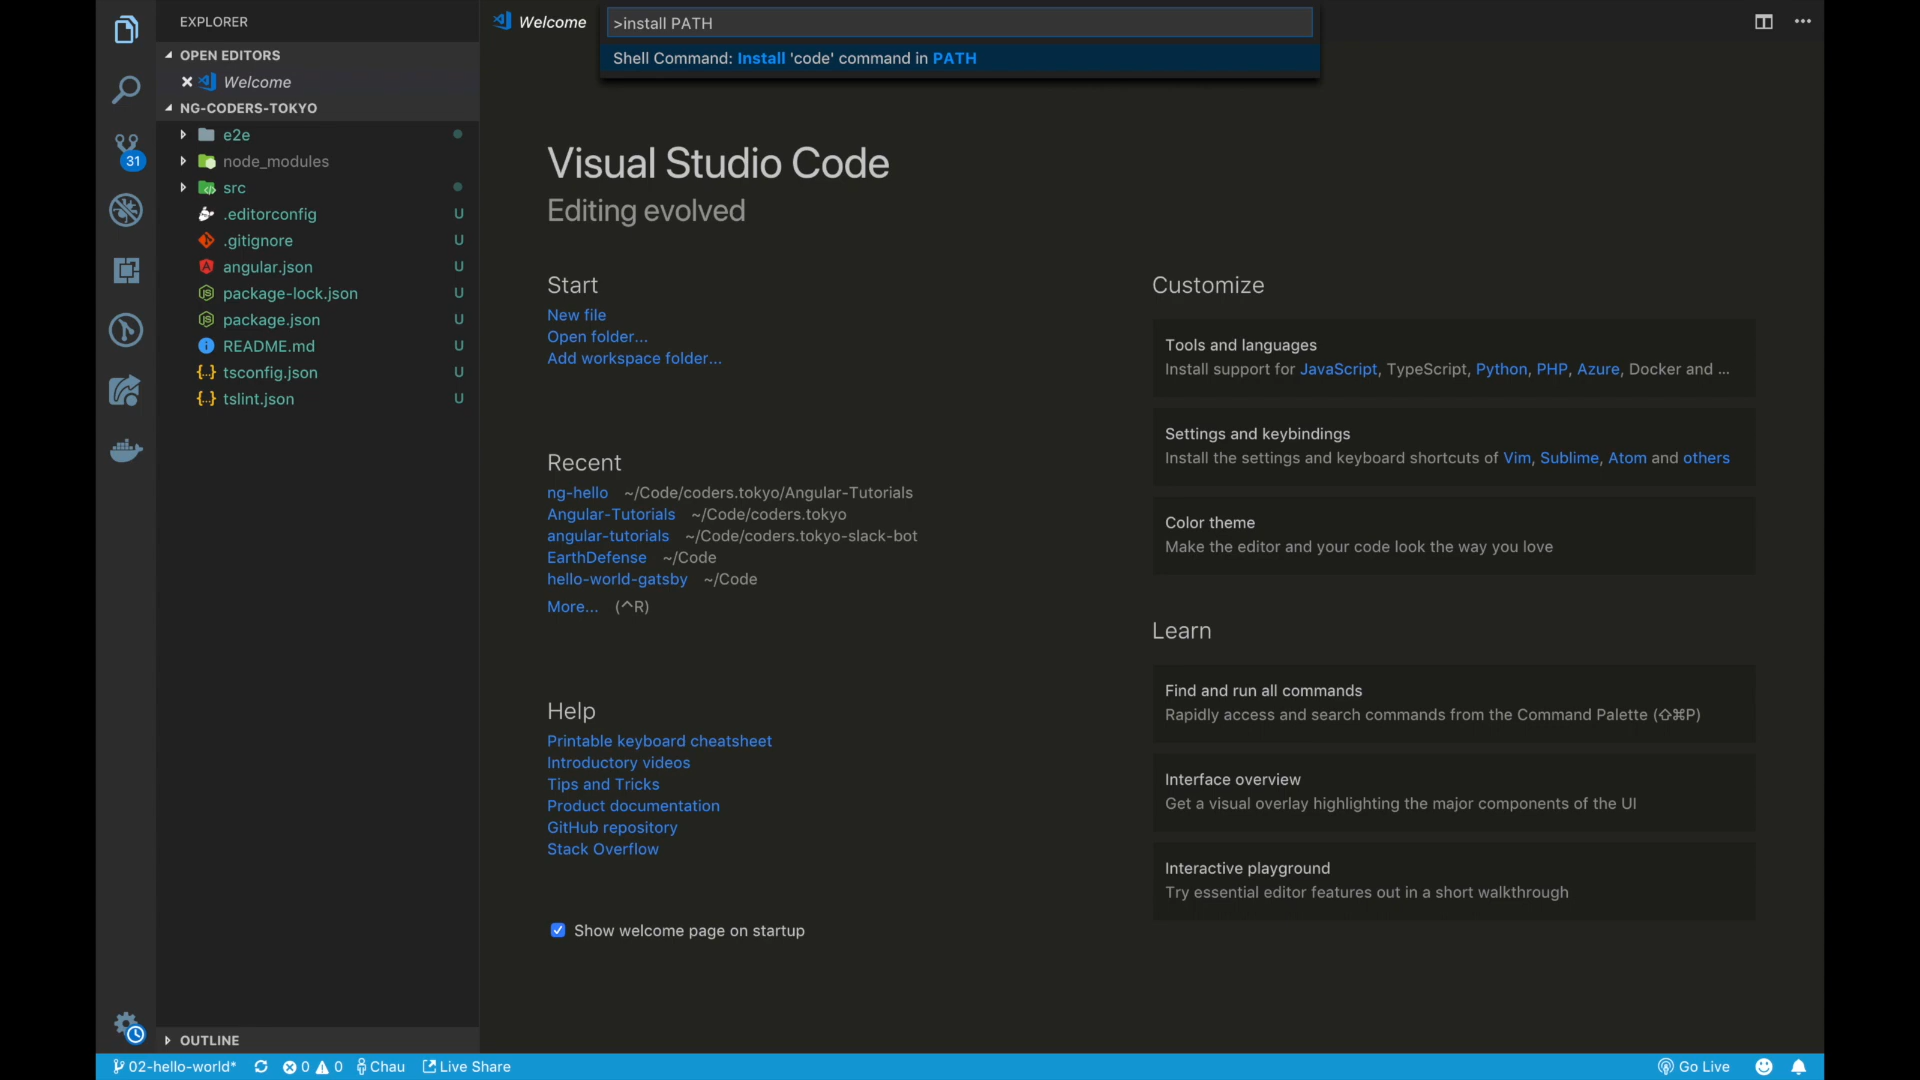 EXPLORER
OPEN EDITORS
Welcome
NG-CODERS-TOKYO
e2e
node_modules
src
.editorconfig U
.gitignore U
angular.json U
package-lock.json U
package.json U
README.md U
tsconfig.json U
tslint.json U
OUTLINE
31
Welcome
>install PATH
Shell Command: Install 'code' command in PATH
Visual Studio Code
Editing evolved
Start
New file
Open folder...
Add workspace folder...
Recent
ng-hello ~/Code/coders.tokyo/Angular-Tutorials
Angular-Tutorials ~/Code/coders.tokyo
angular-tutorials ~/Code/coders.tokyo-slack-bot
EarthDefense ~/Code
hello-world-gatsby ~/Code
More... (^R)
Help
Printable keyboard cheatsheet
Introductory videos
Tips and Tricks
Product documentation
GitHub repository
Stack Overflow
Show welcome page on startup
Customize
Tools and languages
Install support for JavaScript, TypeScript, Python, PHP, Azure, Docker and ...
Settings and keybindings
Install the settings and keyboard shortcuts of Vim, Sublime, Atom and others
Color theme
Make the editor and your code look the way you love
Learn
Find and run all commands
Rapidly access and search commands from the Command Palette (⇧⌘P)
Interface overview
Get a visual overlay highlighting the major components of the UI
Interactive playground
Try essential editor features out in a short walkthrough
02-hello-world* 0 0 Chau Live Share Go Live